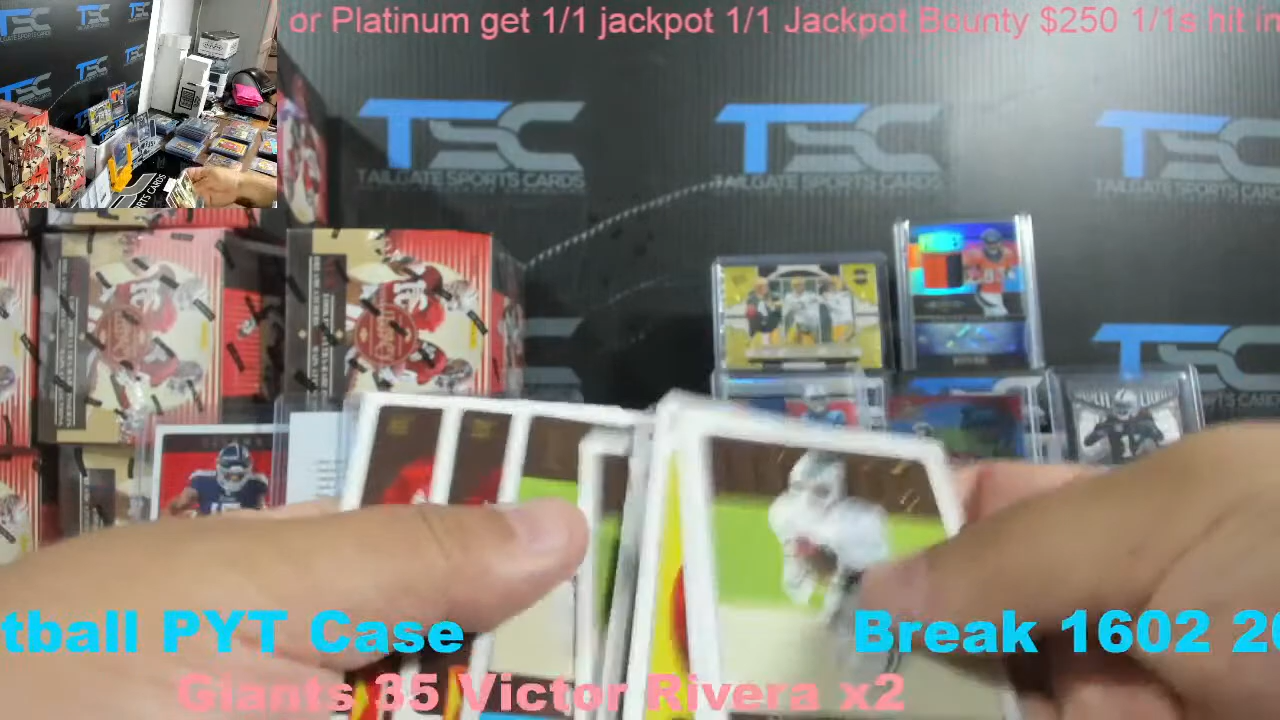 or Platinum get 1/1 jackpot 1/1 Jackpot Bounty $250 1/1s hit in
TSC
TAILGATE SPORTS CARDS
TSC
TAILGATE SPORTS CARDS
TSC
TAILGATE SPORTS CARDS
tball PYT Case
Break 1602 20
Giants 35 Victor Rivera x2